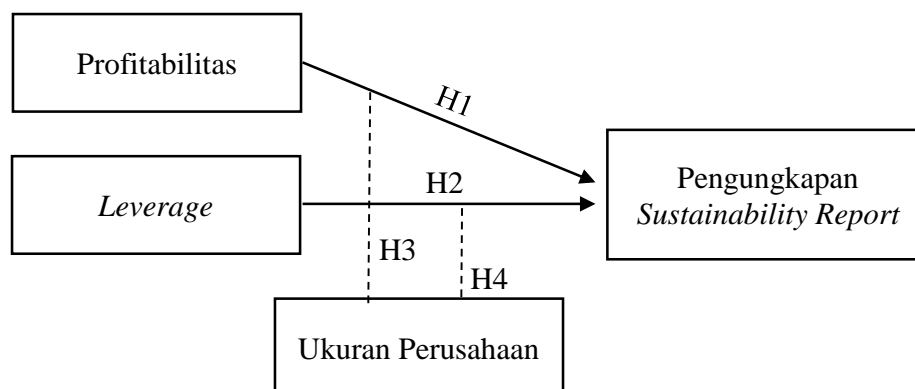 Profitabilitas
H1
Leverage
H2
Pengungkapan
Sustainability Report
H3
H4
Ukuran Perusahaan